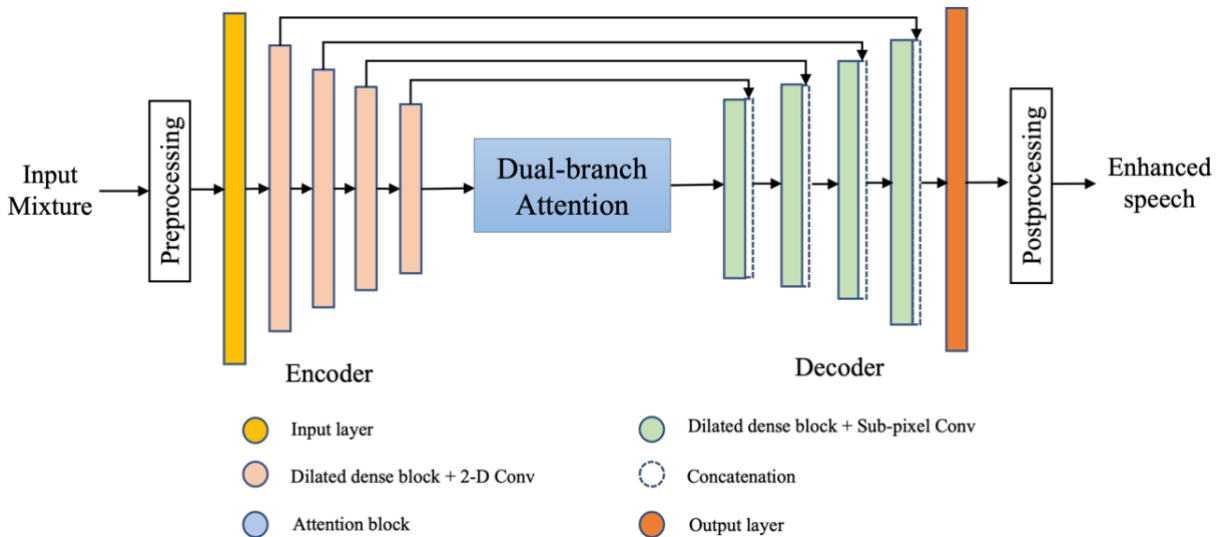 Input
Mixture
Preprocessing
Dual-branch
Attention
Postprocessing
Enhanced
speech
Encoder
Decoder
Input layer
Dilated dense block + 2-D Conv
Attention block
Dilated dense block + Sub-pixel Conv
Concatenation
Output layer